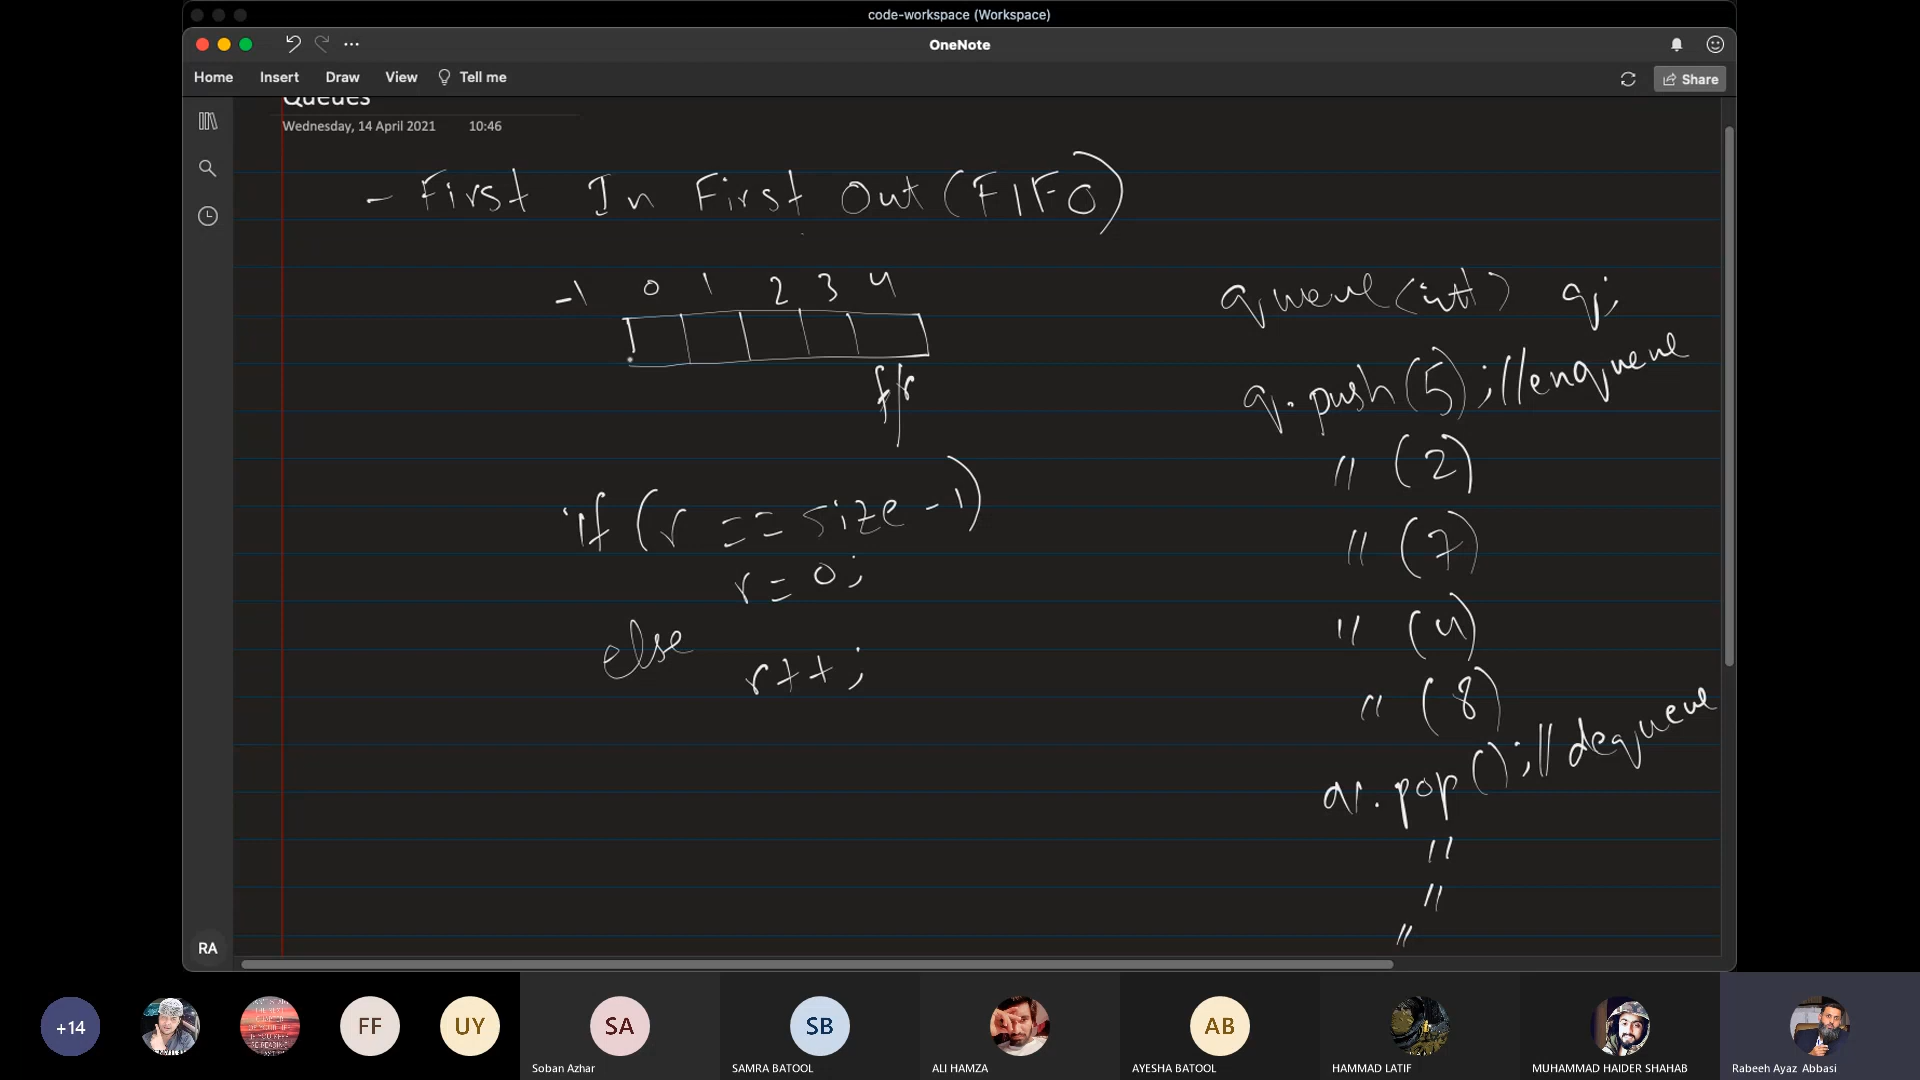 code-workspace (Workspace)
OneNote
Home Insert Draw View Tell me
Share
Queues
Wednesday, 14 April 2021 10:46
- First In First Out (FIFO)
-1 0 1 2 3 4
f/r
if (r == size -1)
r = 0;
else
r++;
queue<int> q;
q.push(5); //enqueue
" (2)
" (7)
" (4)
" (8)
q.pop(); //dequeue
"
"
"
RA
+14
FF
UY
SA
SB
AB
Soban Azhar
SAMRA BATOOL
ALI HAMZA
AYESHA BATOOL
HAMMAD LATIF
MUHAMMAD HAIDER SHAHAB
Rabeeh Ayaz Abbasi